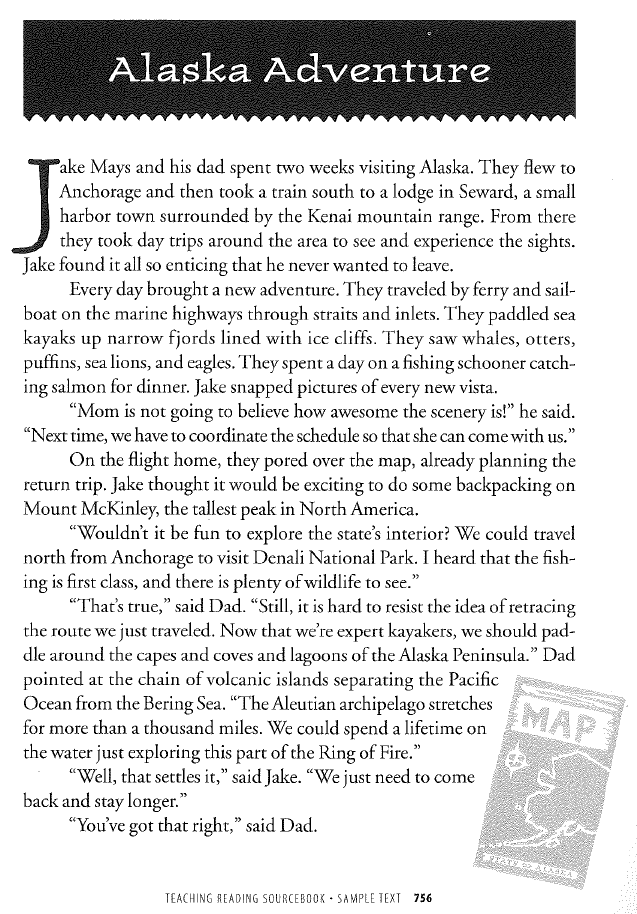 Alaska Adventure
Jake Mays and his dad spent two weeks visiting Alaska. They flew to
Anchorage and then took a train south to a lodge in Seward, a small
harbor town surrounded by the Kenai mountain range. From there
they took day trips around the area to see and experience the sights.
Jake found it all so enticing that he never wanted to leave.
Every day brought a new adventure. They traveled by ferry and sail-
boat on the marine highways through straits and inlets. They paddled sea
kayaks up narrow fjords lined with ice cliffs. They saw whales, otters,
puffins, sea lions, and eagles. They spent a day on a fishing schooner catch-
ing salmon for dinner. Jake snapped pictures of every new vista.
“Mom is not going to believe how awesome the scenery is!” he said.
“Next time, we have to coordinate the schedule so that she can come with us.”
On the flight home, they pored over the map, already planning the
return trip. Jake thought it would be exciting to do some backpacking on
Mount McKinley, the tallest peak in North America.
“Wouldn’t it be fun to explore the state’s interior? We could travel
north from Anchorage to visit Denali National Park. I heard that the fish-
ing is first class, and there is plenty of wildlife to see.”
“That’s true,” said Dad. “Still, it is hard to resist the idea of retracing
the route we just traveled. Now that we’re expert kayakers, we should pad-
dle around the capes and coves and lagoons of the Alaska Peninsula.” Dad
pointed at the chain of volcanic islands separating the Pacific
Ocean from the Bering Sea. “The Aleutian archipelago stretches
for more than a thousand miles. We could spend a lifetime on
the water just exploring this part of the Ring of Fire.”
“Well, that settles it,” said Jake. “We just need to come
back and stay longer.”
“You’ve got that right,” said Dad.
MAP
STATE OF ALASKA
TEACHING READING SOURCEBOOK • SAMPLE TEXT 756